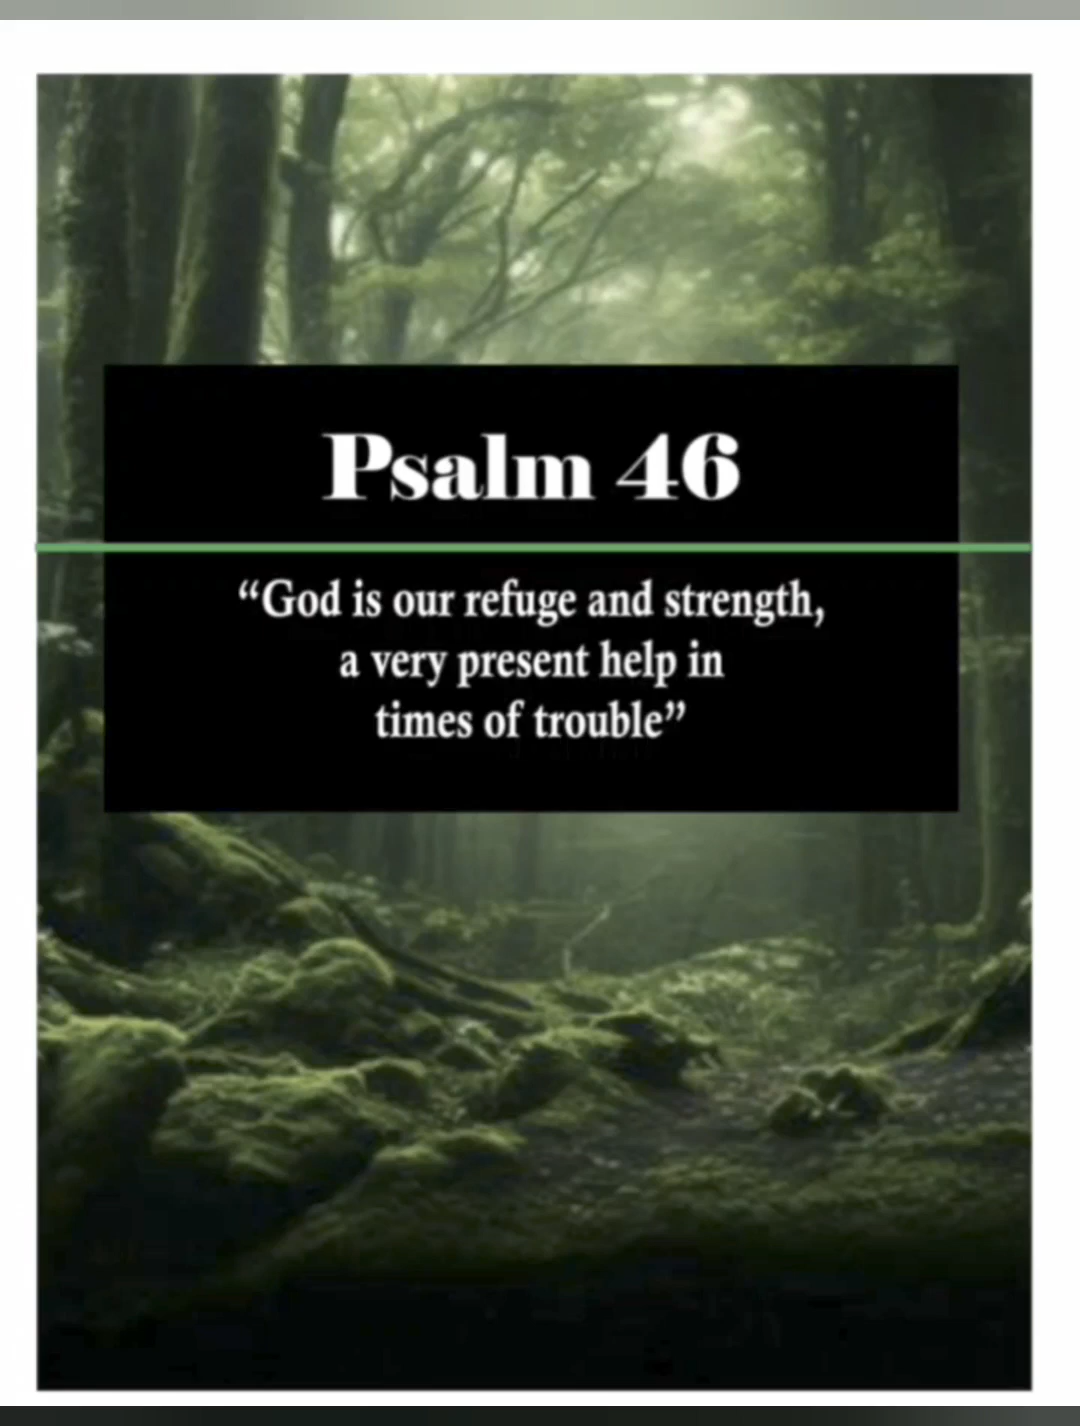 Psalm 46
“God is our refuge and strength,
a very present help in
times of trouble”